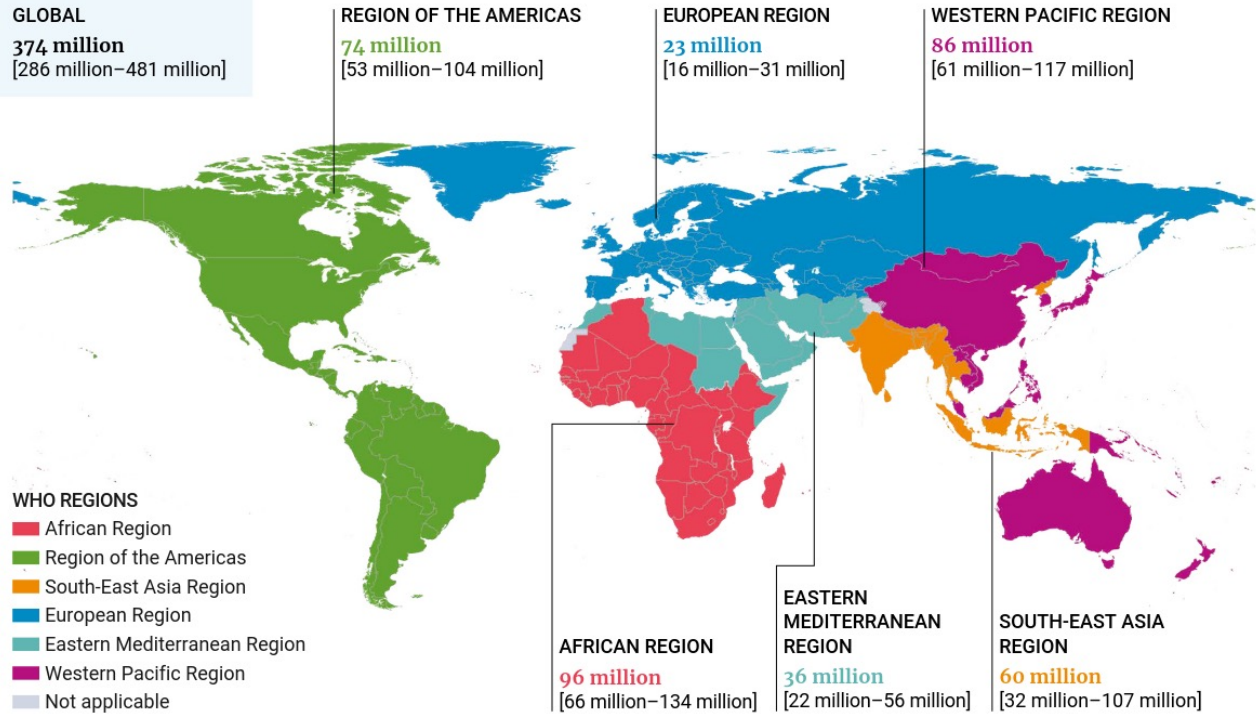 GLOBAL
374 million
[286 million–481 million]
REGION OF THE AMERICAS
74 million
[53 million–104 million]
EUROPEAN REGION
23 million
[16 million–31 million]
WESTERN PACIFIC REGION
86 million
[61 million–117 million]
WHO REGIONS
African Region
Region of the Americas
South-East Asia Region
European Region
Eastern Mediterranean Region
Western Pacific Region
Not applicable
AFRICAN REGION
96 million
[66 million–134 million]
EASTERN
MEDITERRANEAN
REGION
36 million
[22 million–56 million]
SOUTH-EAST ASIA
REGION
60 million
[32 million–107 million]